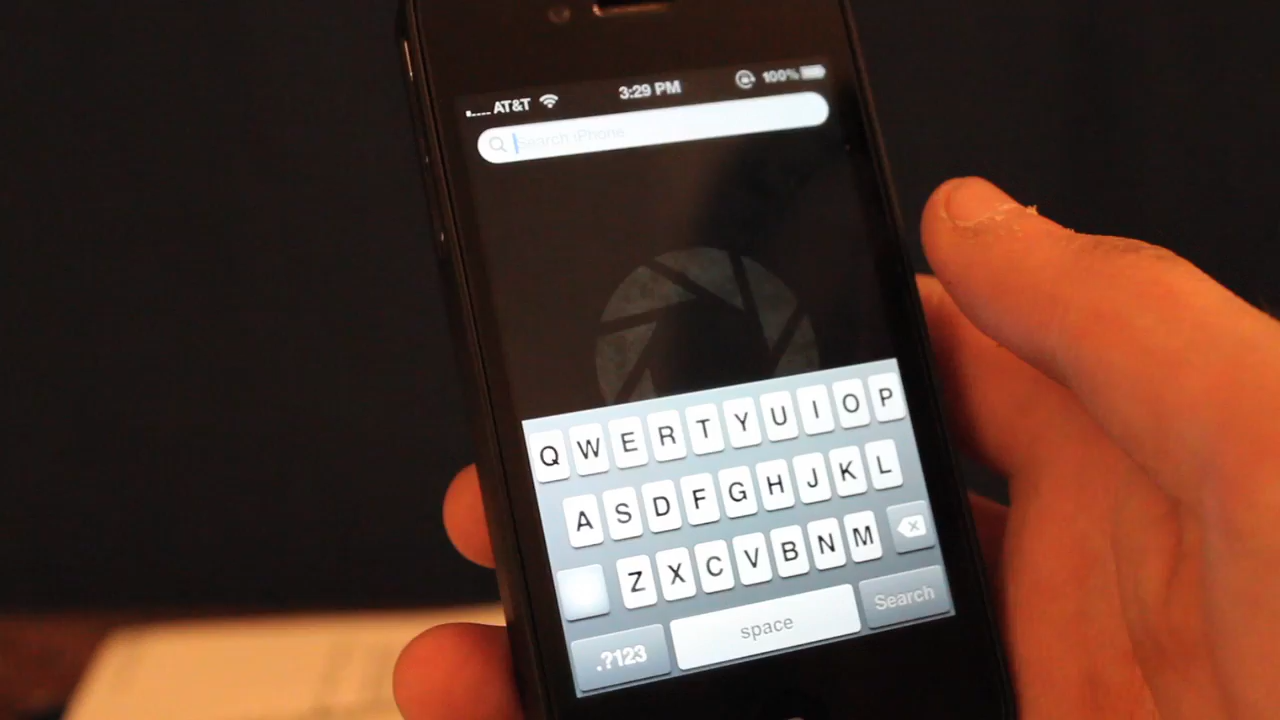 AT&T 3:29 PM 100%
Search iPhone
Q W E R T Y U I O P
A S D F G H J K L
Z X C V B N M
.?123 space Search